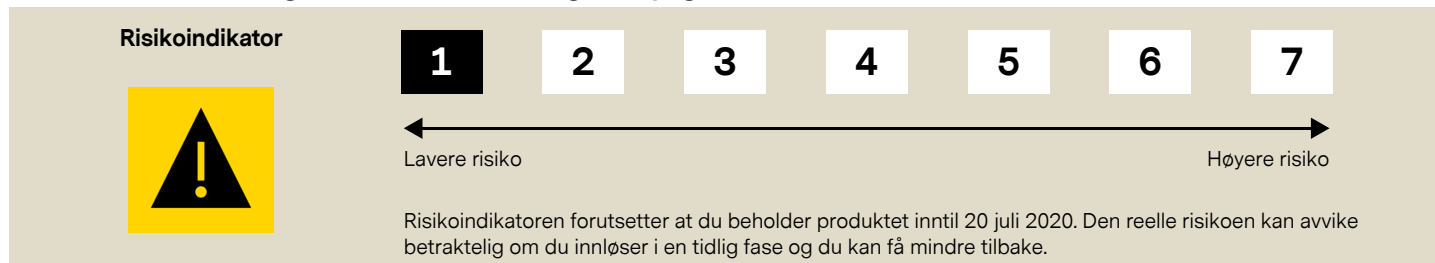 Risikoindikator
1 2 3 4 5 6 7
Lavere risiko Høyere risiko
Risikoindikatoren forutsetter at du beholder produktet inntil 20 juli 2020. Den reelle risikoen kan avvike
betraktelig om du innløser i en tidlig fase og du kan få mindre tilbake.